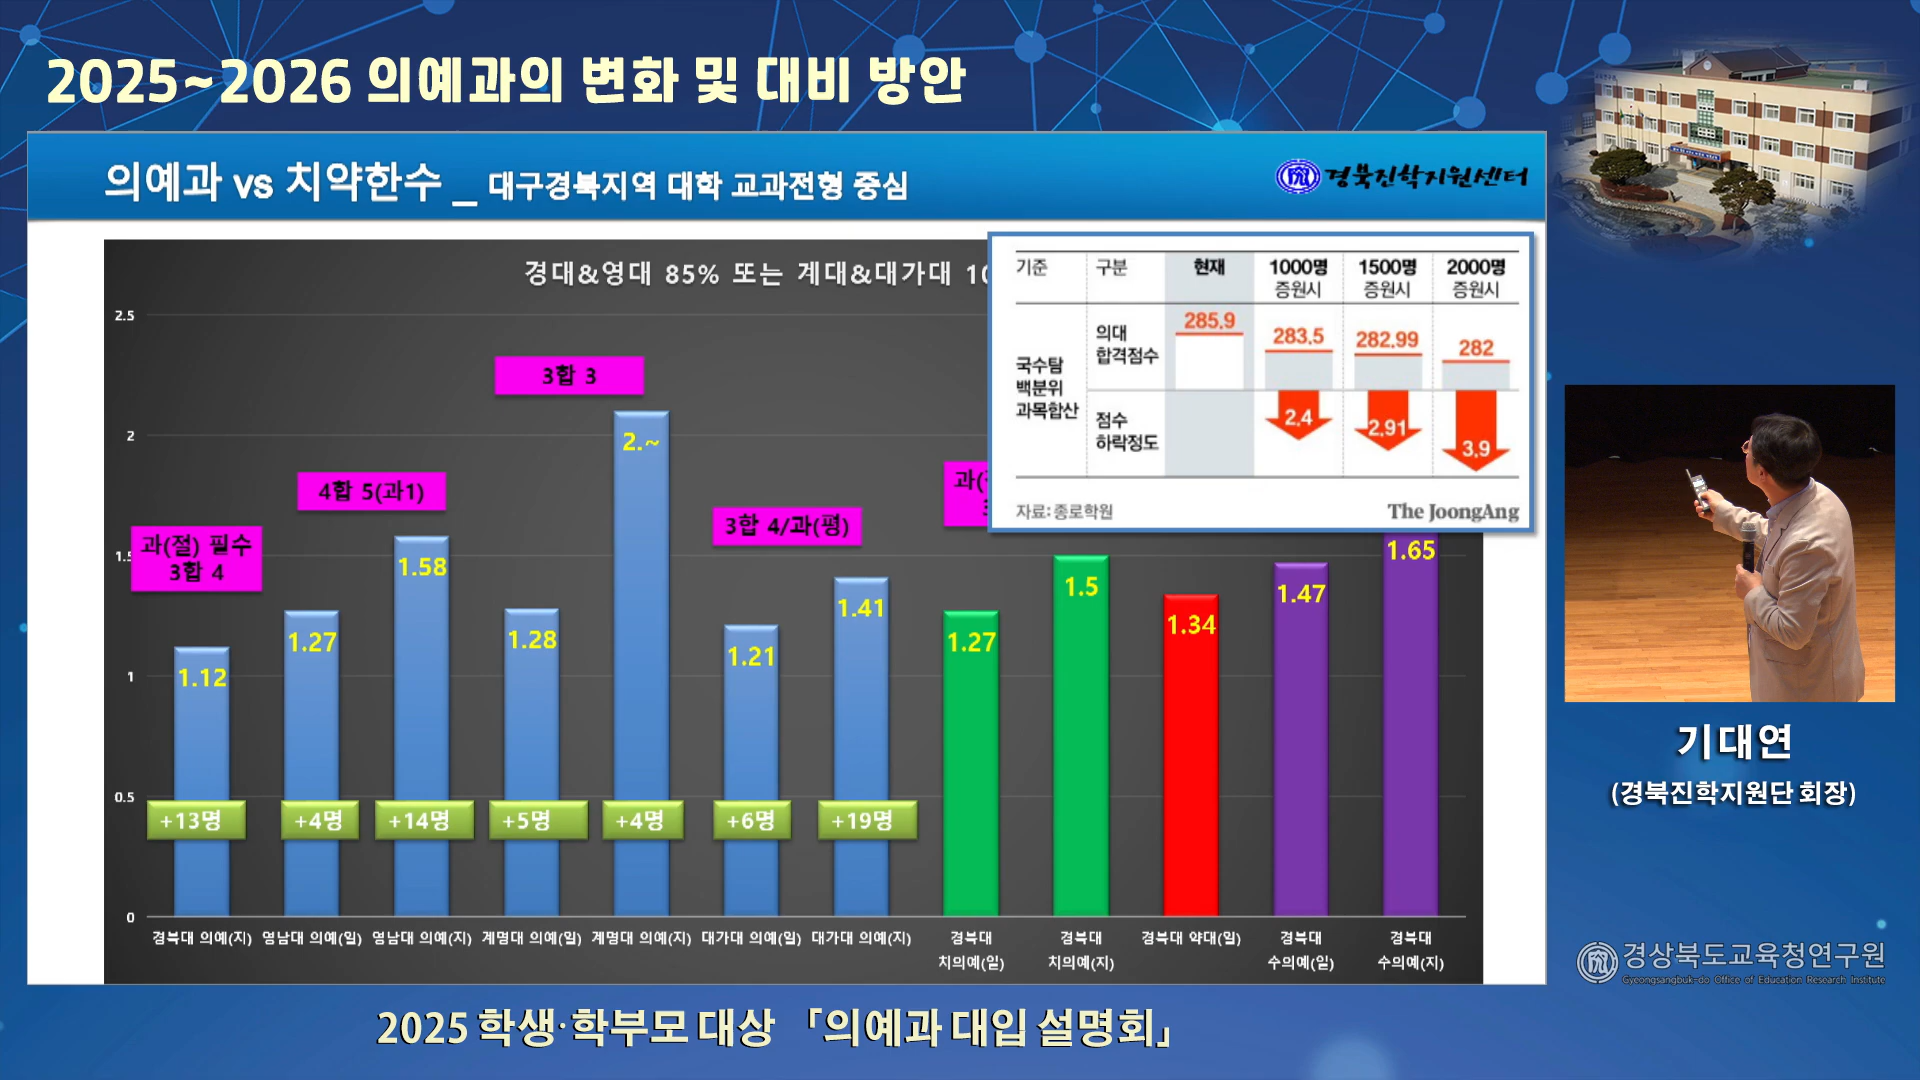 2025~2026 의예과의 변화 및 대비 방안
의예과 vs 치약한수 _ 대구경북지역 대학 교과전형 중심
경북진학지원센터
경대&영대 85% 또는 계대&대가대
기준 구분 현재 1000명 증원시 1500명 증원시 2000명 증원시
국수탐 백분위 과목합산
의대 합격점수 285.9 283.5 282.99 282
점수 하락정도 2.4 2.91 3.9
자료:종로학원
The JoongAng
2.5
2
1.5
1
0.5
0
과(절) 필수
3합 4
4합 5(과1)
3합 3
3합 4/과(평)
1.12
1.27
1.58
1.28
2.~
1.21
1.41
1.27
1.5
1.34
1.47
1.65
+13명
+4명
+14명
+5명
+4명
+6명
+19명
경북대 의예(지)
영남대 의예(일)
영남대 의예(지)
계명대 의예(일)
계명대 의예(지)
대가대 의예(일)
대가대 의예(지)
경북대
치의예(일)
경북대
치의예(지)
경북대 약대(일)
경북대
수의예(일)
경북대
수의예(지)
기대연
(경북진학지원단 회장)
경상북도교육청연구원
Gyeongsangbuk-do Office of Education Research Institute
2025 학생·학부모 대상 「의예과 대입 설명회」